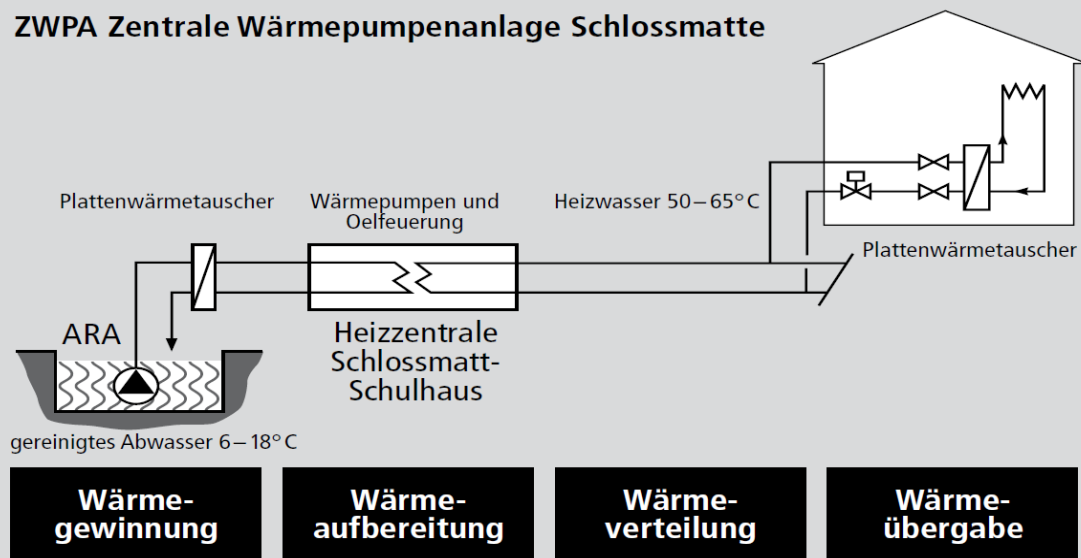 ZWPA Zentrale Wärmepumpenanlage Schlossmatte
Plattenwärmetauscher
Wärmepumpen und
Oelfeuerung
Heizwasser 50–65°C
Plattenwärmetauscher
ARA
Heizzentrale
Schlossmatt-
Schulhaus
gereinigtes Abwasser 6–18°C
Wärme-
gewinnung
Wärme-
aufbereitung
Wärme-
verteilung
Wärme-
übergabe